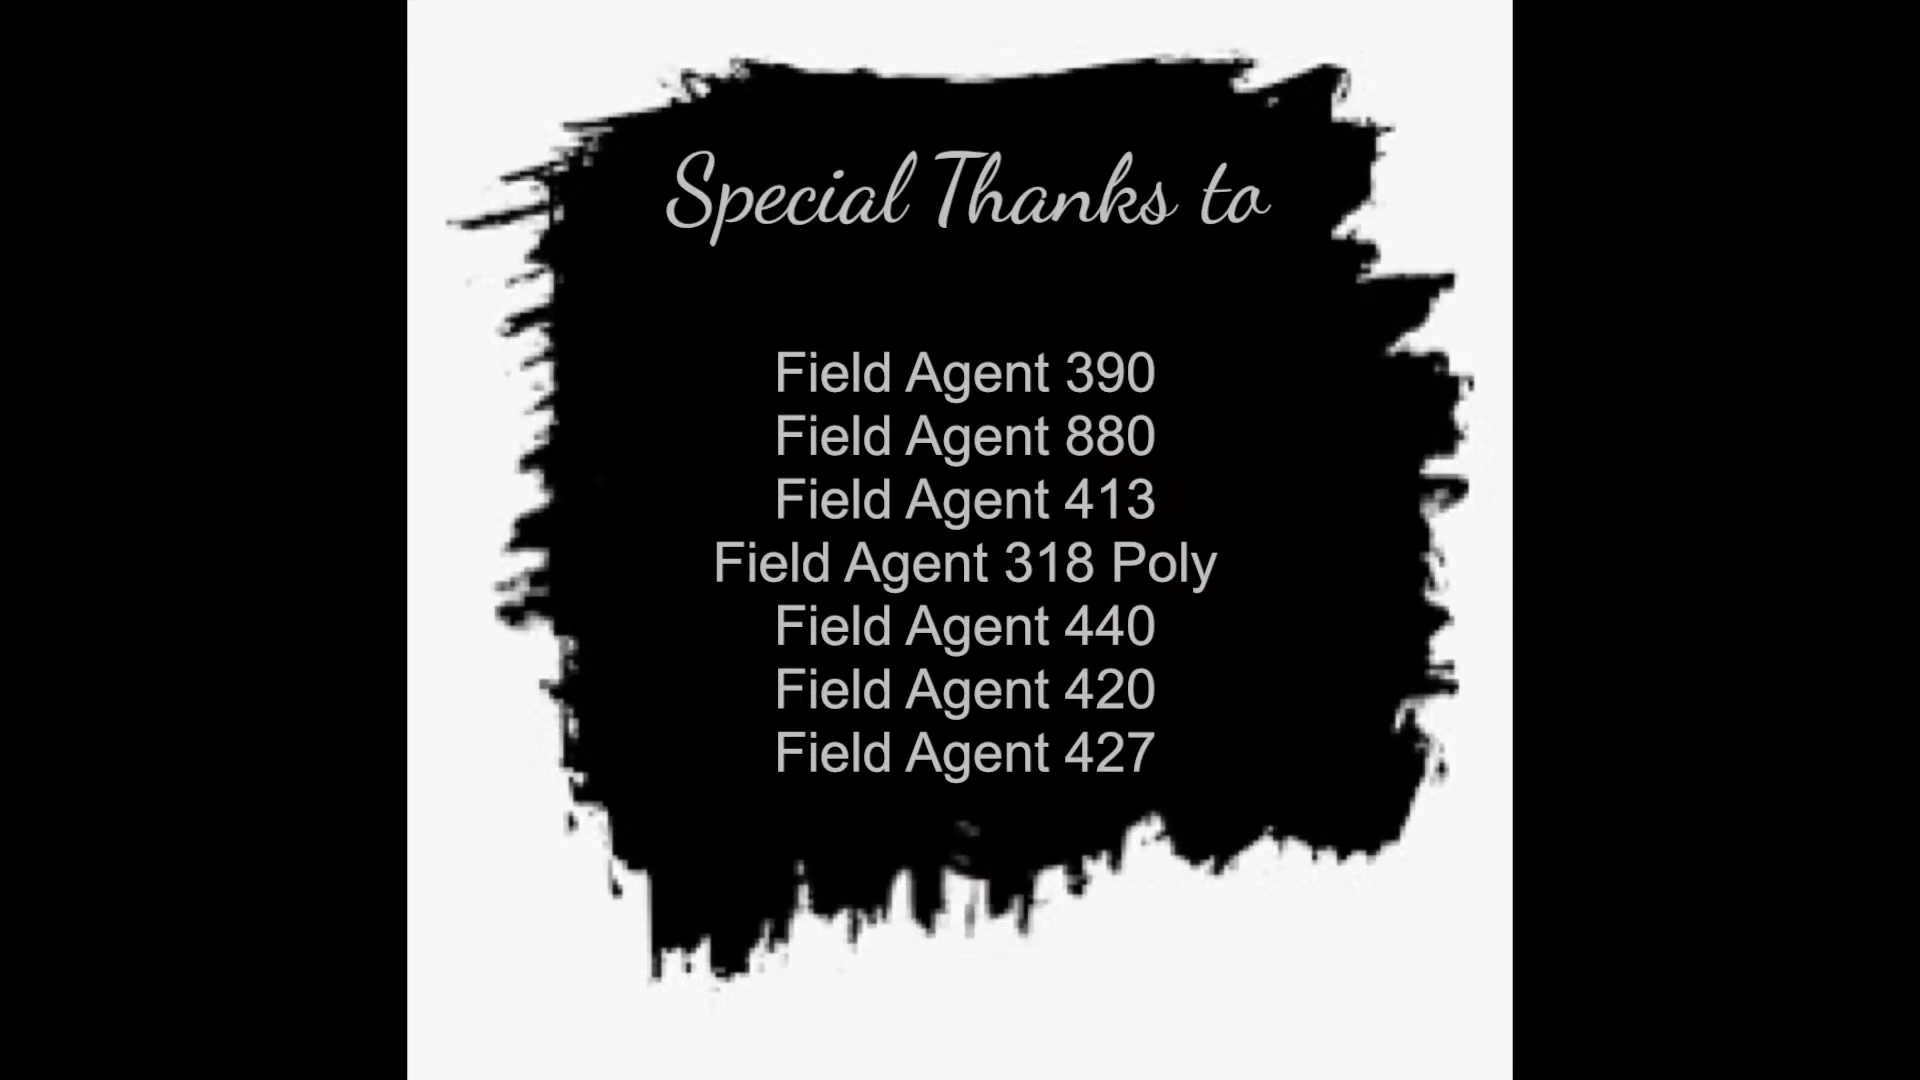 Special Thanks to
Field Agent 390
Field Agent 880
Field Agent 413
Field Agent 318 Poly
Field Agent 440
Field Agent 420
Field Agent 427